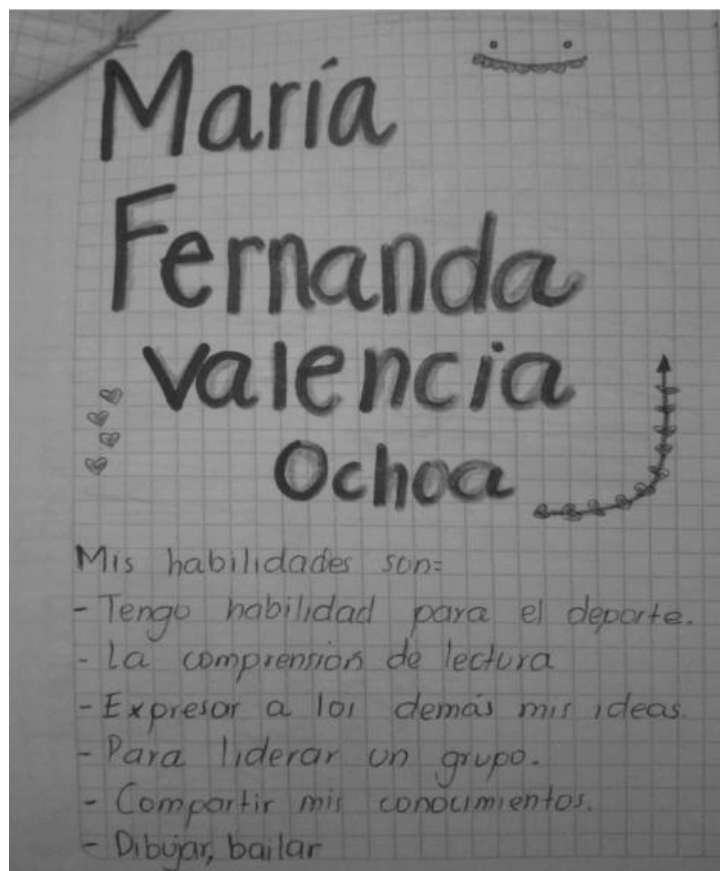 María
Fernanda
Valencia
Ochoa
Mis habilidades son:
- Tengo habilidad para el deporte.
- La comprensión de lectura
- Expresar a los demás mis ideas.
- Para liderar un grupo.
- Compartir mis conocimientos.
- Dibujar, bailar